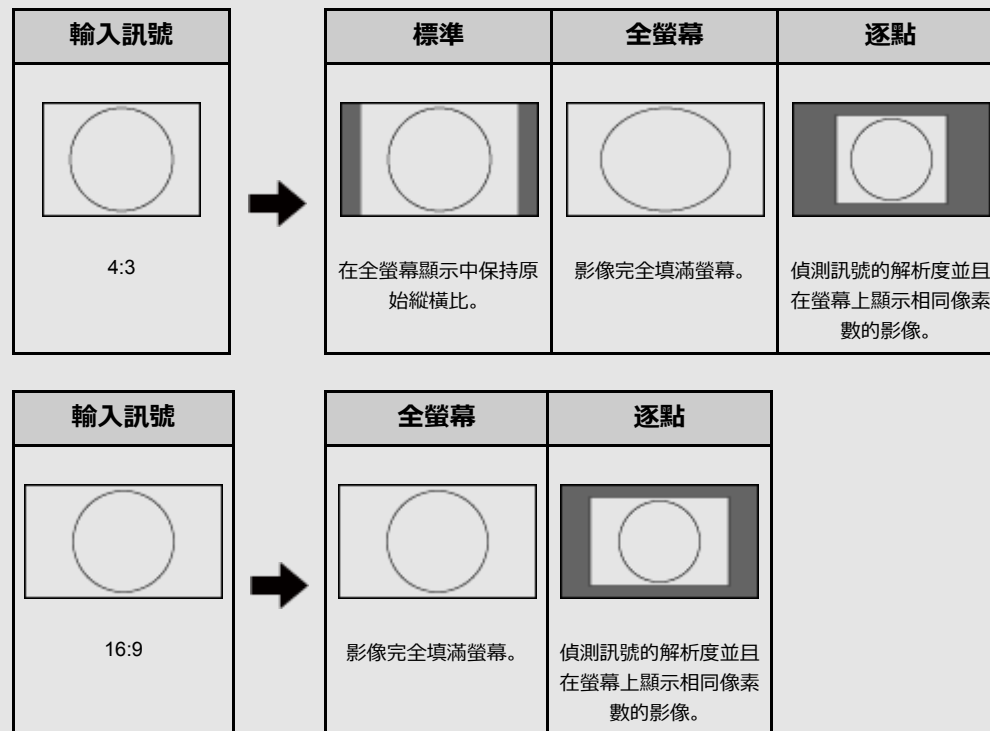 輸入訊號
標準
全螢幕
逐點
4:3
在全螢幕顯示中保持原
始縱橫比。
影像完全填滿螢幕。
偵測訊號的解析度並且
在螢幕上顯示相同像素
數的影像。
輸入訊號
全螢幕
逐點
16:9
影像完全填滿螢幕。
偵測訊號的解析度並且
在螢幕上顯示相同像素
數的影像。